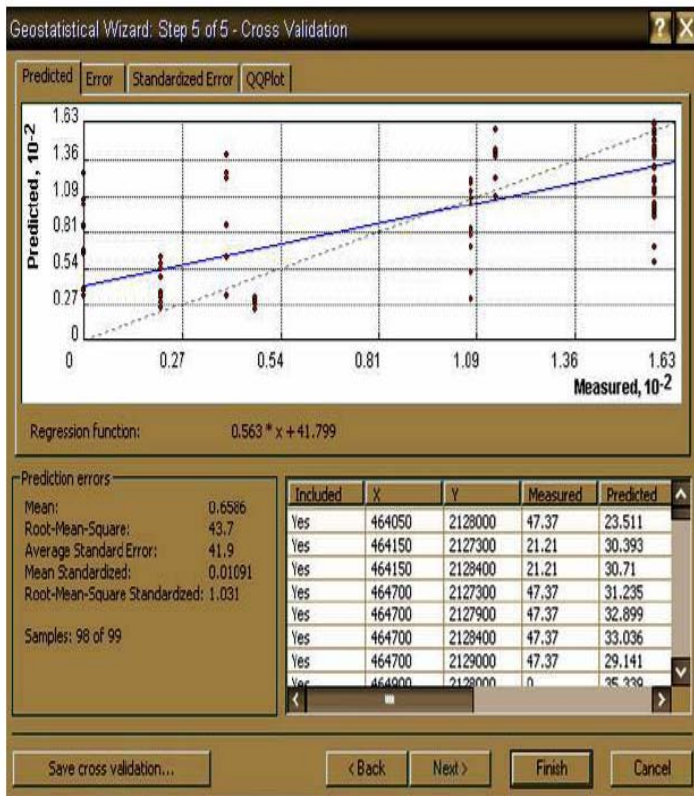 Geostatistical Wizard: Step 5 of 5 - Cross Validation ? X
Predicted Error Standardized Error QQPlot
1.63
1.36
1.09
0.81
0.54
0.27
0
Predicted, 10-2
0 0.27 0.54 0.81 1.09 1.36 1.63
Measured, 10-2
Regression function: 0.563 * x + 41.799
Prediction errors
Mean: 0.6586
Root-Mean-Square: 43.7
Average Standard Error: 41.9
Mean Standardized: 0.01091
Root-Mean-Square Standardized: 1.031
Samples: 98 of 99
Included X Y Measured Predicted
Yes 464050 2128000 47.37 23.511
Yes 464150 2127300 21.21 30.393
Yes 464150 2128400 21.21 30.71
Yes 464700 2127300 47.37 31.235
Yes 464700 2127900 47.37 32.899
Yes 464700 2128400 47.37 33.036
Yes 464700 2129000 47.37 29.141
Yes 464900 2128000 0 35.339
Save cross validation... < Back Next > Finish Cancel